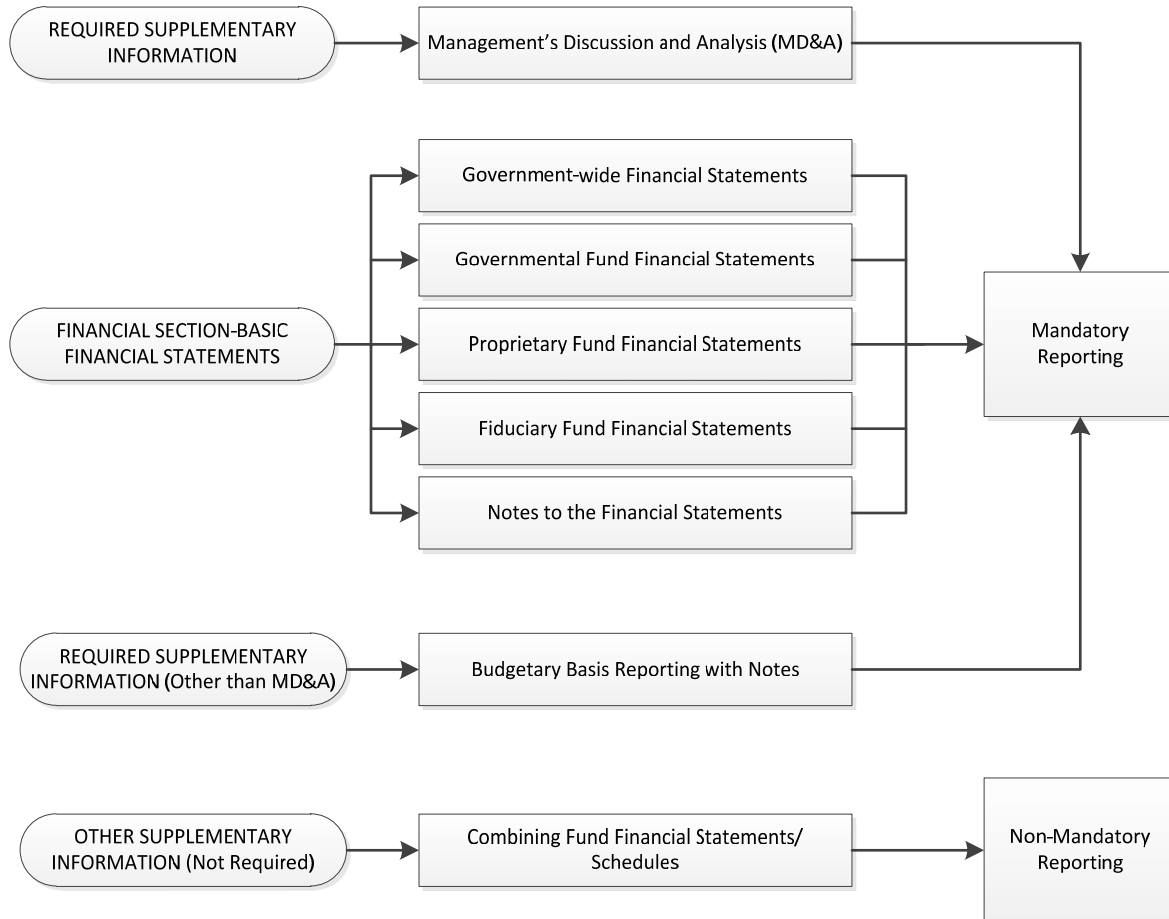 REQUIRED SUPPLEMENTARY
INFORMATION
Management’s Discussion and Analysis (MD&A)
Government-wide Financial Statements
Governmental Fund Financial Statements
FINANCIAL SECTION-BASIC
FINANCIAL STATEMENTS
Proprietary Fund Financial Statements
Mandatory
Reporting
Fiduciary Fund Financial Statements
Notes to the Financial Statements
REQUIRED SUPPLEMENTARY
INFORMATION (Other than MD&A)
Budgetary Basis Reporting with Notes
OTHER SUPPLEMENTARY
INFORMATION (Not Required)
Combining Fund Financial Statements/
Schedules
Non-Mandatory
Reporting